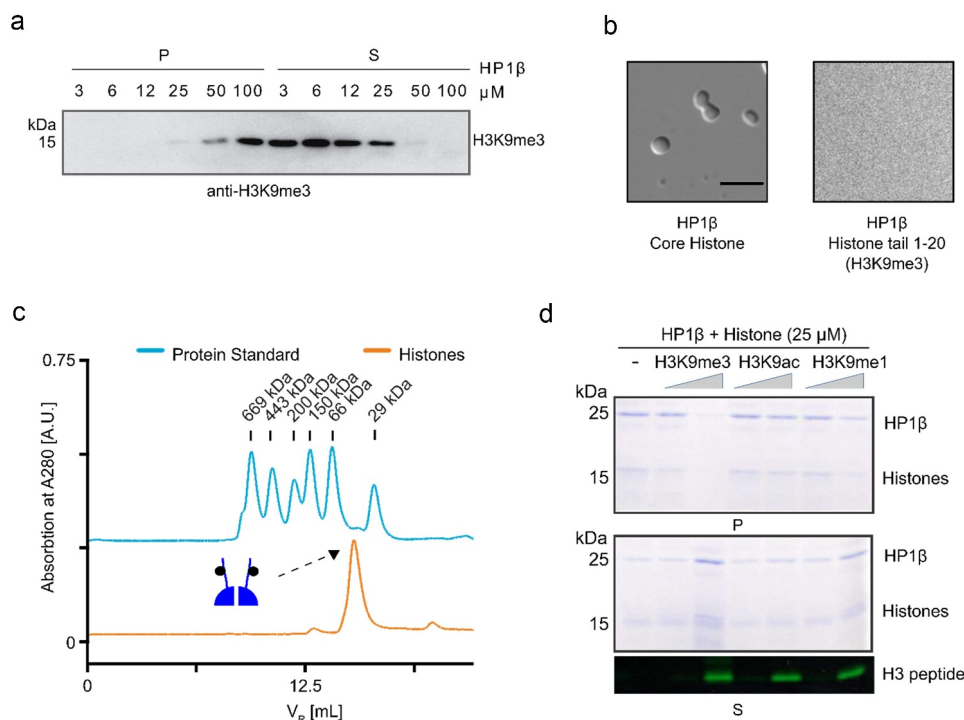 a
P S
HP1β
3 6 12 25 50 100 3 6 12 25 50 100 μM
kDa
15
H3K9me3
anti-H3K9me3
b
HP1β
Core Histone
HP1β
Histone tail 1-20
(H3K9me3)
c
Protein Standard Histones
0.75
669 kDa
443 kDa
200 kDa
150 kDa
66 kDa
29 kDa
Absorbtion at A280 [A.U.]
0
0 12.5
VR [mL]
d
HP1β + Histone (25 μM)
- H3K9me3 H3K9ac H3K9me1
kDa
25
HP1β
15
Histones
P
25
HP1β
15
Histones
H3 peptide
S